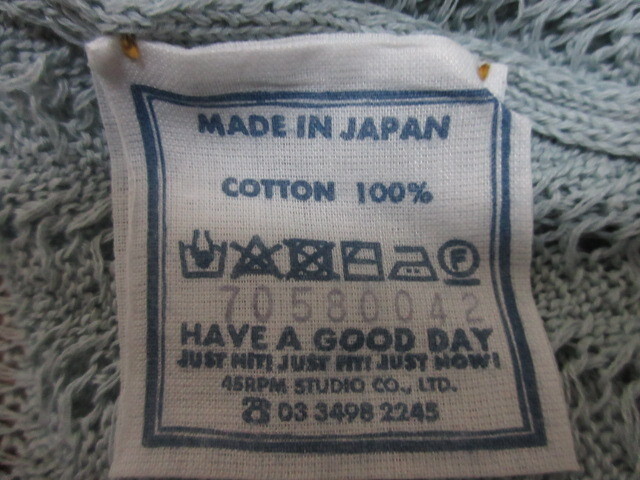 MADE IN JAPAN
COTTON 100%
F
70580042
HAVE A GOOD DAY
JUST HIT! JUST FIT! JUST NOW!
45RPM STUDIO CO., LTD.
☎ 03 3498 2245